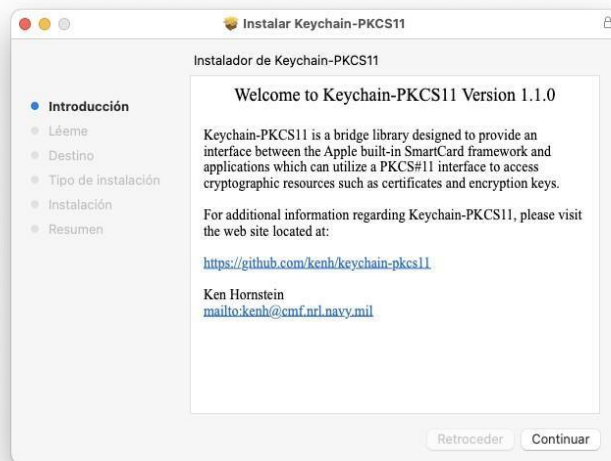 Instalar Keychain-PKCS11
Instalador de Keychain-PKCS11
Introducción
Léeme
Destino
Tipo de instalación
Instalación
Resumen
Welcome to Keychain-PKCS11 Version 1.1.0
Keychain-PKCS11 is a bridge library designed to provide an
interface between the Apple built-in SmartCard framework and
applications which can utilize a PKCS#11 interface to access
cryptographic resources such as certificates and encryption keys.
For additional information regarding Keychain-PKCS11, please visit
the web site located at:
https://github.com/kenh/keychain-pkcs11
Ken Hornstein
mailto:kenh@cmf.nrl.navy.mil
Retroceder
Continuar